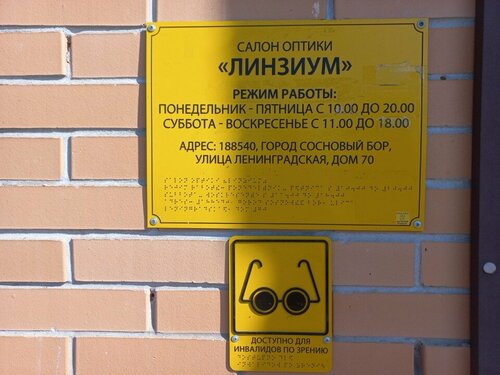 САЛОН ОПТИКИ
«ЛИНЗИУМ»
РЕЖИМ РАБОТЫ:
ПОНЕДЕЛЬНИК - ПЯТНИЦА С 10.00 ДО 20.00
СУББОТА - ВОСКРЕСЕНЬЕ С 11.00 ДО 18.00
АДРЕС: 188540, ГОРОД СОСНОВЫЙ БОР,
УЛИЦА ЛЕНИНГРАДСКАЯ, ДОМ 70
ДОСТУПНО ДЛЯ
ИНВАЛИДОВ ПО ЗРЕНИЮ